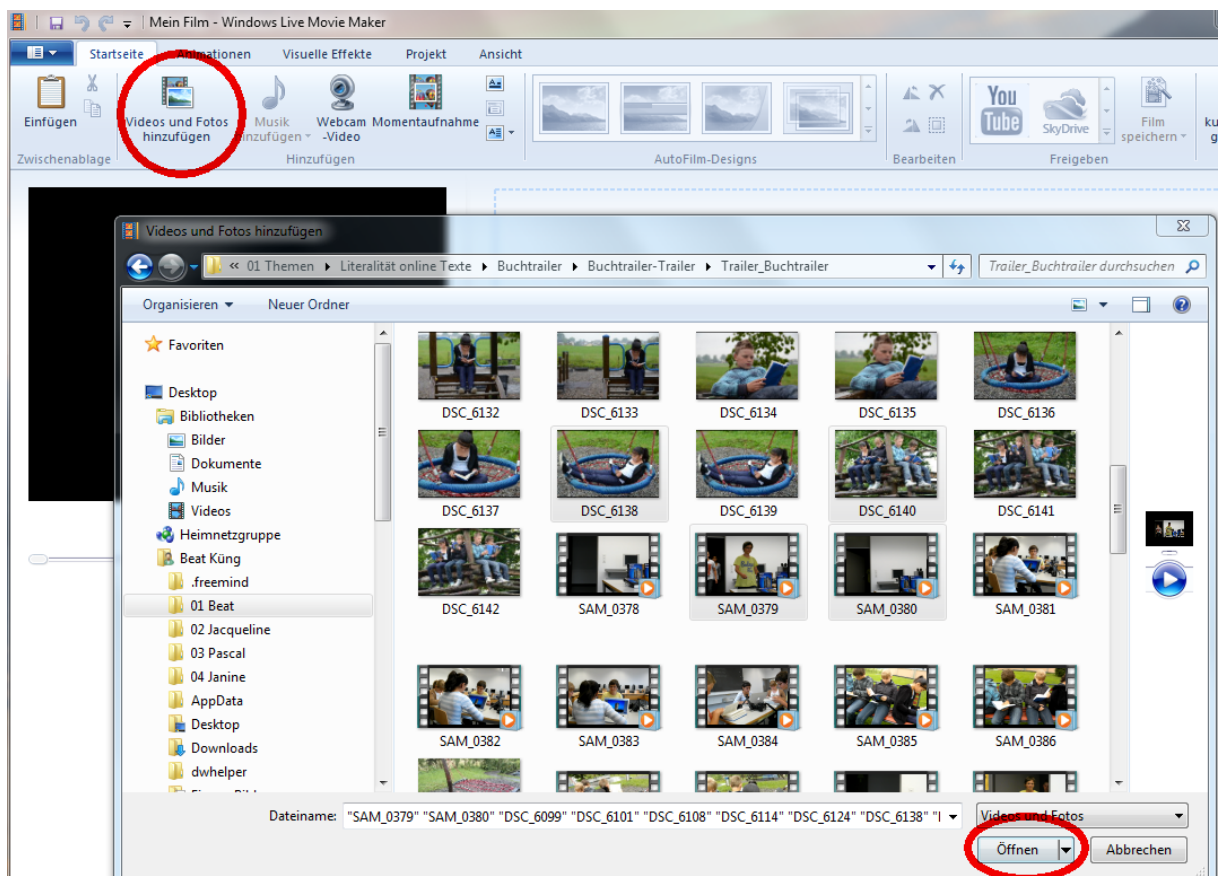 Mein Film - Windows Live Movie Maker
Startseite Animationen Visuelle Effekte Projekt Ansicht
Einfügen
Videos und Fotos hinzufügen
Musik
Webcam -Video
Momentaufnahme
You Tube
SkyDrive
Film speichern
Zwischenablage Hinzufügen AutoFilm-Designs Bearbeiten Freigeben
Videos und Fotos hinzufügen
« 01 Themen Literalität online Texte Buchtrailer Buchtrailer-Trailer Trailer_Buchtrailer
Trailer_Buchtrailer durchsuchen
Organisieren Neuer Ordner
Favoriten
Desktop
Bibliotheken
Bilder
Dokumente
Musik
Videos
Heimnetzgruppe
Beat Küng
.freemind
01 Beat
02 Jacqueline
03 Pascal
04 Janine
AppData
Desktop
Downloads
dwhelper
DSC_6132 DSC_6133 DSC_6134 DSC_6135 DSC_6136
DSC_6137 DSC_6138 DSC_6139 DSC_6140 DSC_6141
DSC_6142 SAM_0378 SAM_0379 SAM_0380 SAM_0381
SAM_0382 SAM_0383 SAM_0384 SAM_0385 SAM_0386
Dateiname: "SAM_0379" "SAM_0380" "DSC_6099" "DSC_6101" "DSC_6108" "DSC_6114" "DSC_6124" "DSC_6138"
Videos und Fotos
Öffnen Abbrechen